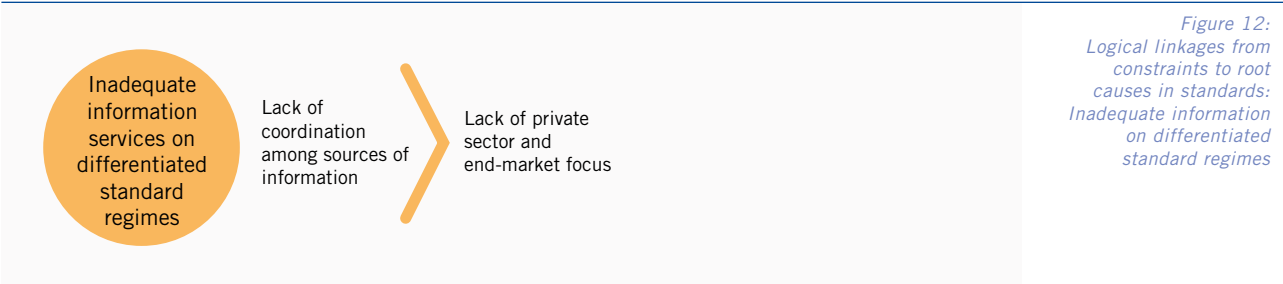 Inadequate
information
services on
differentiated
standard
regimes
Lack of
coordination
among sources of
information
Lack of private
sector and
end-market focus
Figure 12:
Logical linkages from
constraints to root
causes in standards:
Inadequate information
on differentiated
standard regimes